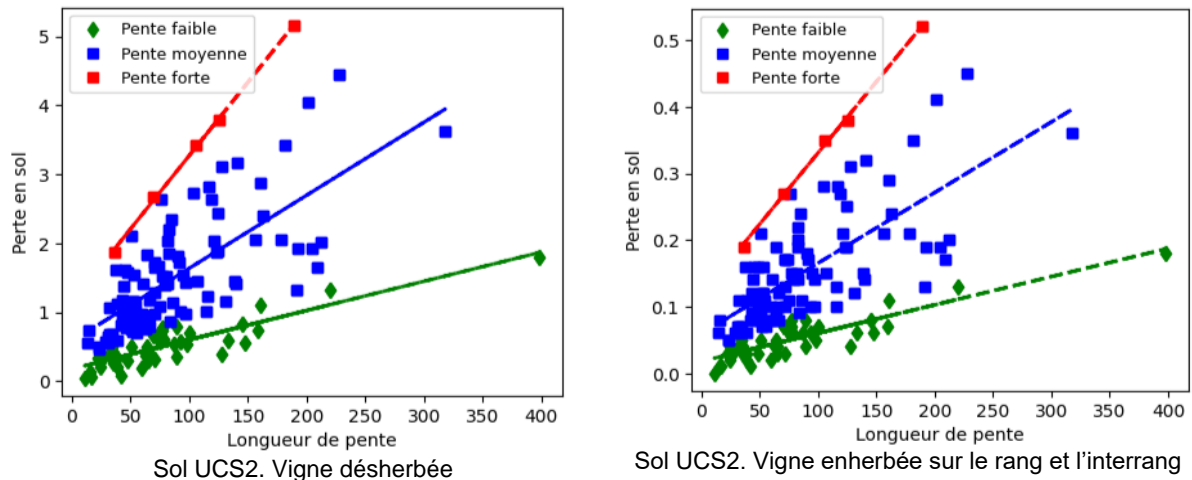 Pente faible
Pente moyenne
Pente forte
5
4
3
2
1
0
Perte en sol
0 50 100 150 200 250 300 350 400
Longueur de pente
Sol UCS2. Vigne désherbée
Pente faible
Pente moyenne
Pente forte
0.5
0.4
0.3
0.2
0.1
0.0
Perte en sol
0 50 100 150 200 250 300 350 400
Longueur de pente
Sol UCS2. Vigne enherbée sur le rang et l’interrang